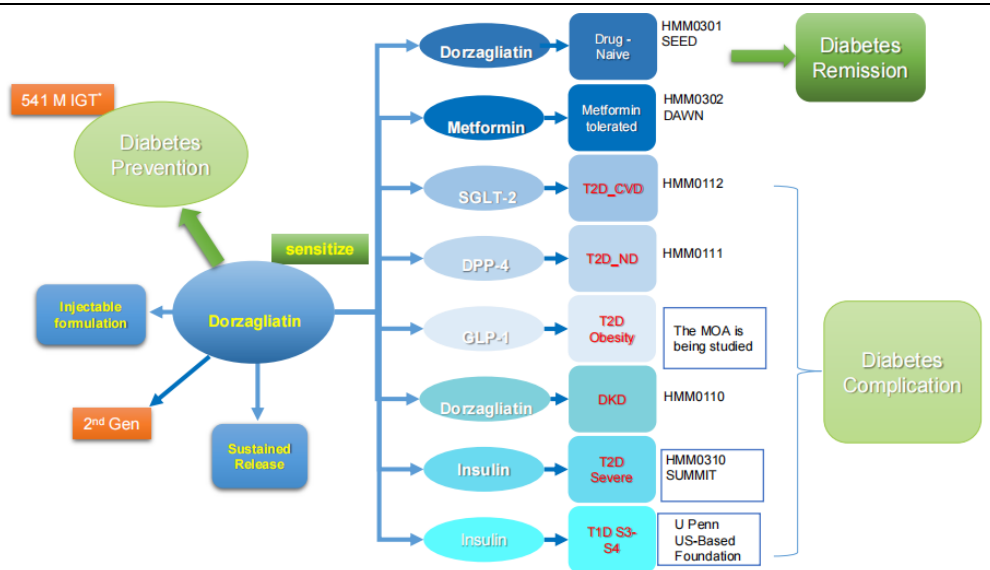 541 M IGT*
Diabetes
Prevention
sensitize
Dorzagliatin
Injectable
formulation
2nd Gen
Sustained
Release
Dorzagliatin
Drug -
Naive
HMM0301
SEED
Diabetes
Remission
Metformin
Metformin
tolerated
HMM0302
DAWN
SGLT-2
T2D_CVD
HMM0112
DPP-4
T2D_ND
HMM0111
GLP-1
T2D
Obesity
The MOA is
being studied
Dorzagliatin
DKD
HMM0110
Insulin
T2D
Severe
HMM0310
SUMMIT
Insulin
T1D S3-
S4
U Penn
US-Based
Foundation
Diabetes
Complication